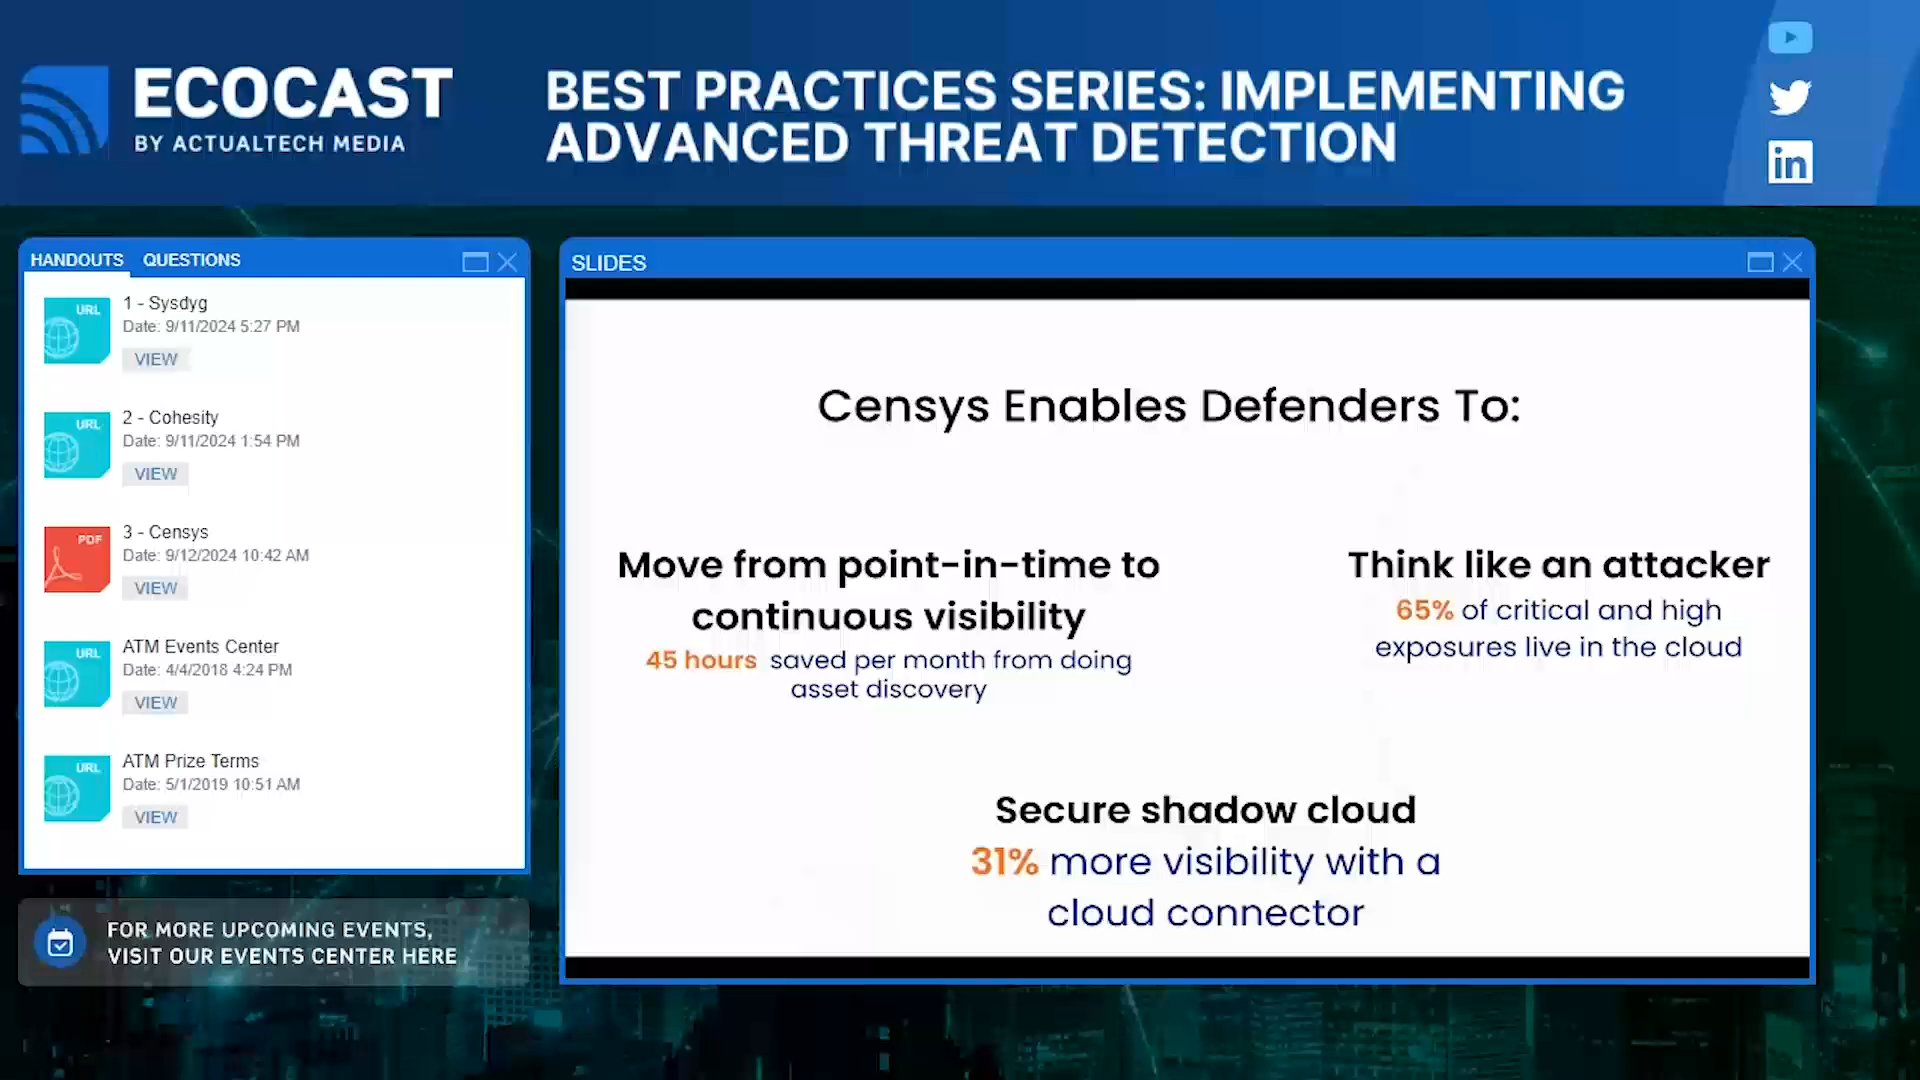 ECOCAST
BY ACTUALTECH MEDIA
BEST PRACTICES SERIES: IMPLEMENTING
ADVANCED THREAT DETECTION
in
HANDOUTS
QUESTIONS
URL
1 - Sysdyg
Date: 9/11/2024 5:27 PM
VIEW
URL
2 - Cohesity
Date: 9/11/2024 1:54 PM
VIEW
PDF
3 - Censys
Date: 9/12/2024 10:42 AM
VIEW
URL
ATM Events Center
Date: 4/4/2018 4:24 PM
VIEW
URL
ATM Prize Terms
Date: 5/1/2019 10:51 AM
VIEW
FOR MORE UPCOMING EVENTS,
VISIT OUR EVENTS CENTER HERE
SLIDES
Censys Enables Defenders To:
Move from point-in-time to
continuous visibility
45 hours saved per month from doing
asset discovery
Think like an attacker
65% of critical and high
exposures live in the cloud
Secure shadow cloud
31% more visibility with a
cloud connector